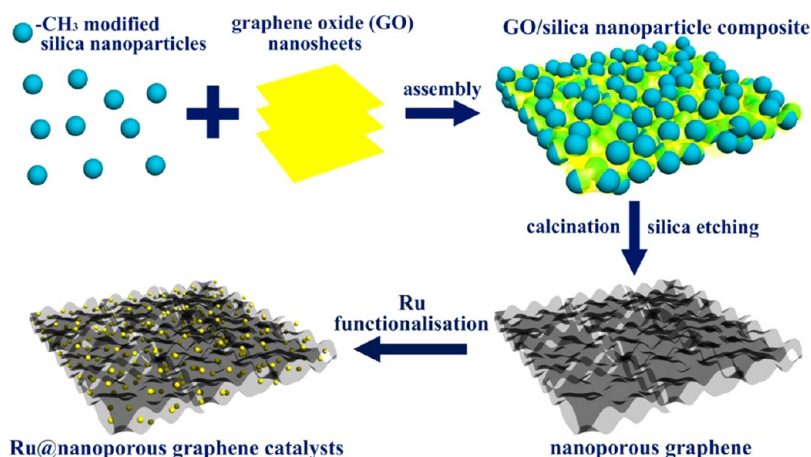 -CH₃ modified
silica nanoparticles
graphene oxide (GO)
nanosheets
GO/silica nanoparticle composite
assembly
calcination
silica etching
Ru
functionalisation
Ru@nanoporous graphene catalysts
nanoporous graphene